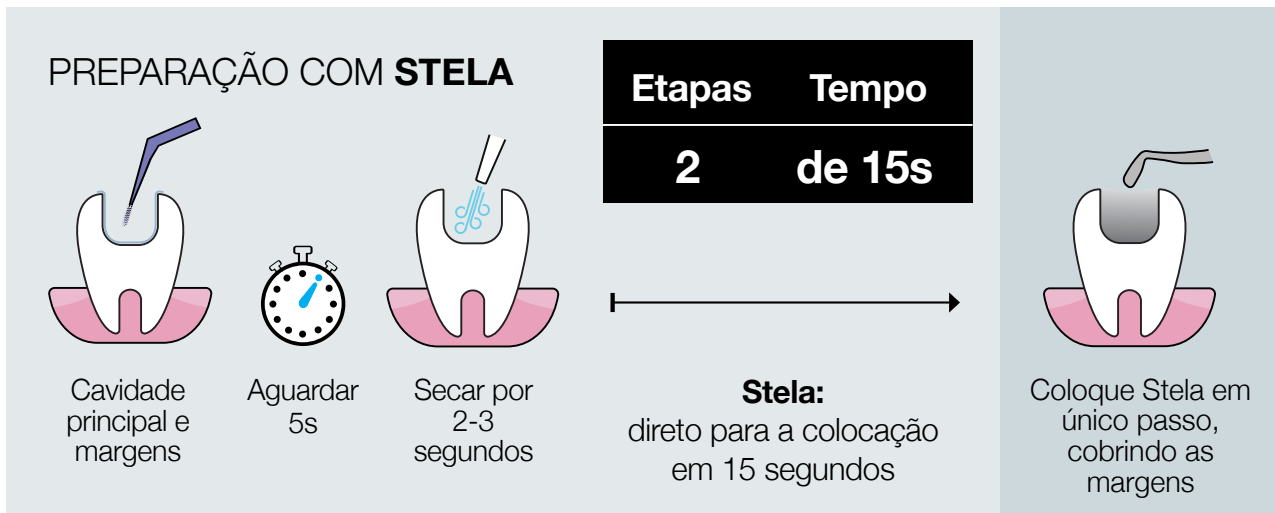 PREPARAÇÃO COM STELA
Etapas Tempo
2 de 15s
Cavidade
principal e
margens
Aguardar
5s
Secar por
2-3
segundos
Stela:
direto para a colocação
em 15 segundos
Coloque Stela em
único passo,
cobrindo as
margens